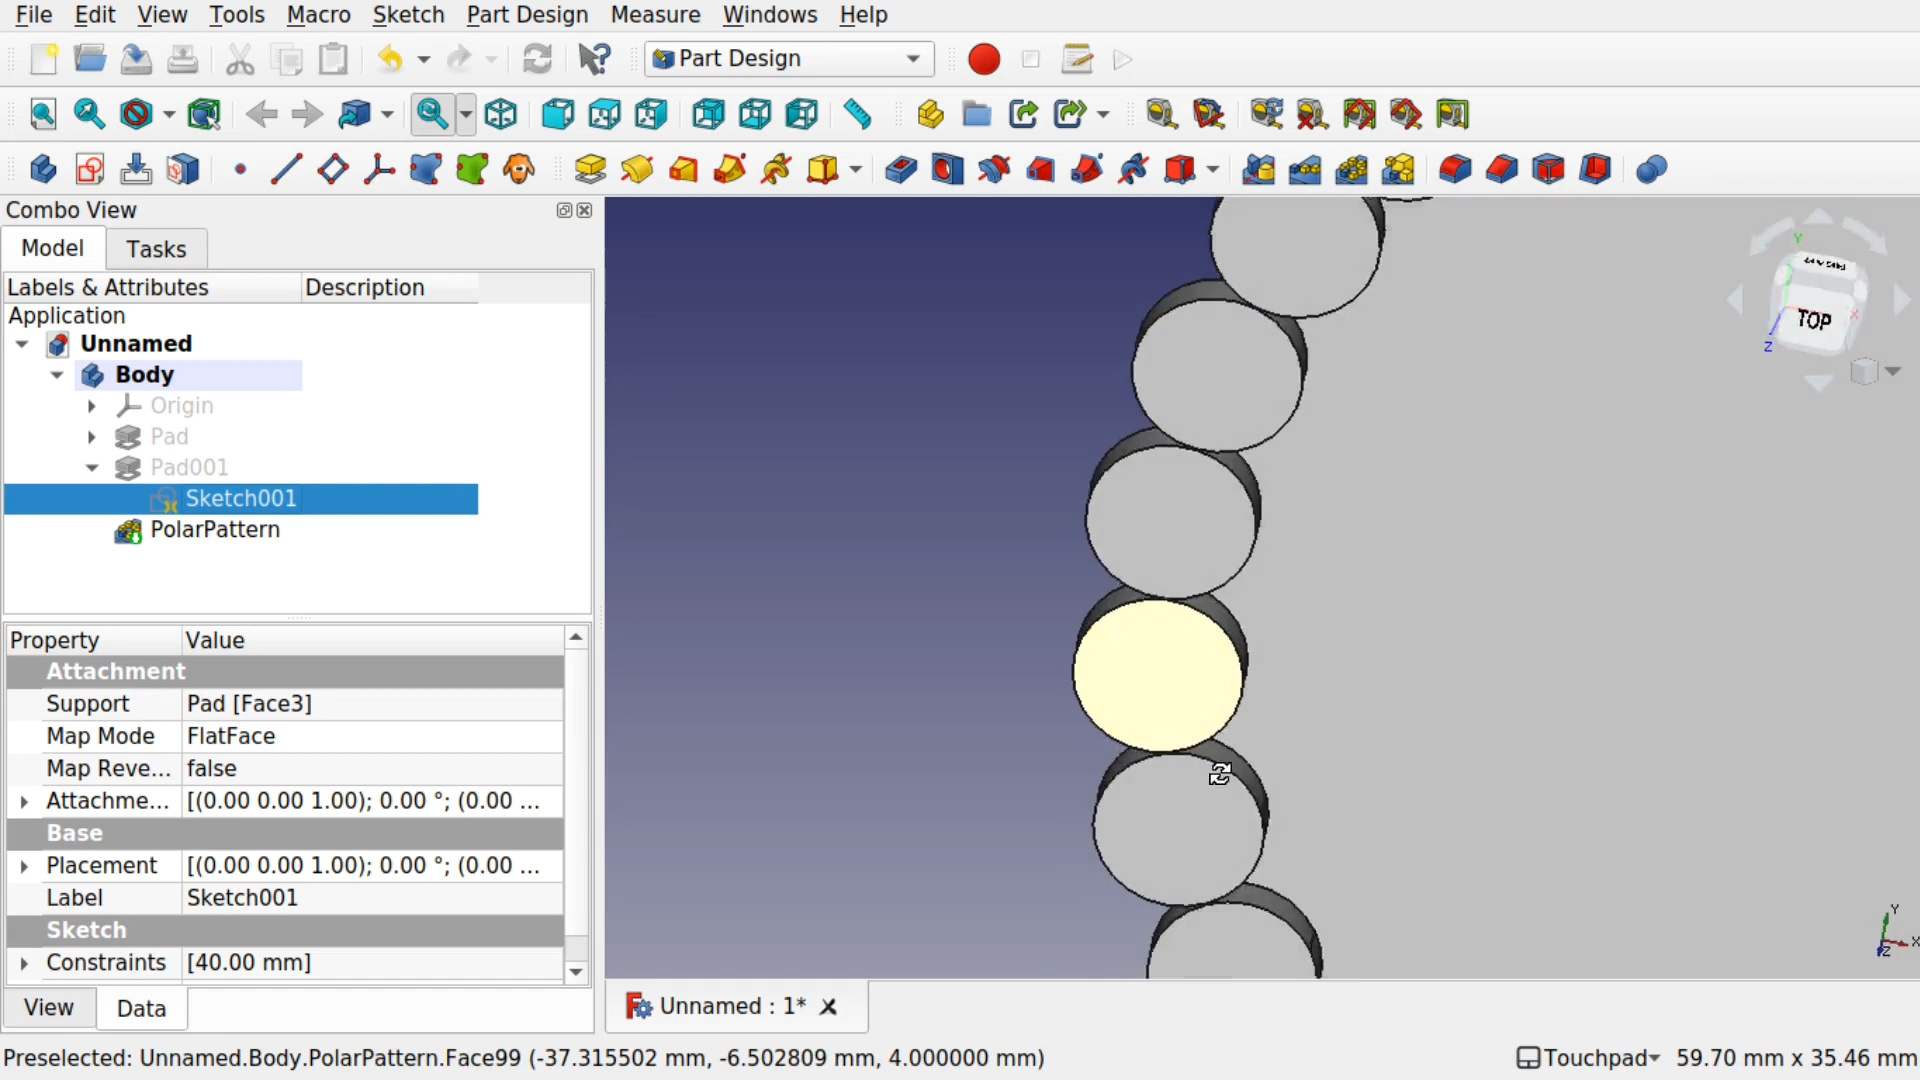 File Edit View Tools Macro Sketch Part Design Measure Windows Help
Part Design
Combo View
Model Tasks
Labels & Attributes Description
Application
Unnamed
Body
Origin
Pad
Pad001
Sketch001
PolarPattern
Property Value
Attachment
Support Pad [Face3]
Map Mode FlatFace
Map Reve... false
Attachme... [(0.00 0.00 1.00); 0.00 °; (0.00 ...
Base
Placement [(0.00 0.00 1.00); 0.00 °; (0.00 ...
Label Sketch001
Sketch
Constraints [40.00 mm]
View Data
Y
TOP
X
Z
Y
X
Z
Unnamed : 1*
Preselected: Unnamed.Body.PolarPattern.Face99 (-37.315502 mm, -6.502809 mm, 4.000000 mm)
Touchpad 59.70 mm x 35.46 mm